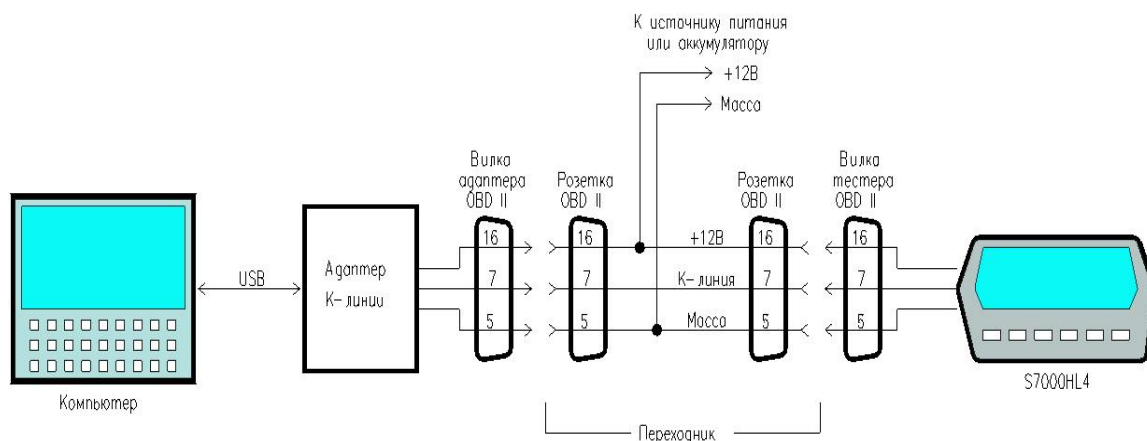 К источнику питания
или аккумулятору
+12В
Масса
Вилка
адаптера
OBD II
Розетка
OBD II
Розетка
OBD II
Вилка
тестера
OBD II
16
16
+12В
16
16
USB
Адаптер
К-линии
7
7
К-линия
7
7
5
5
Масса
5
5
Компьютер
S7000HL4
Переходник